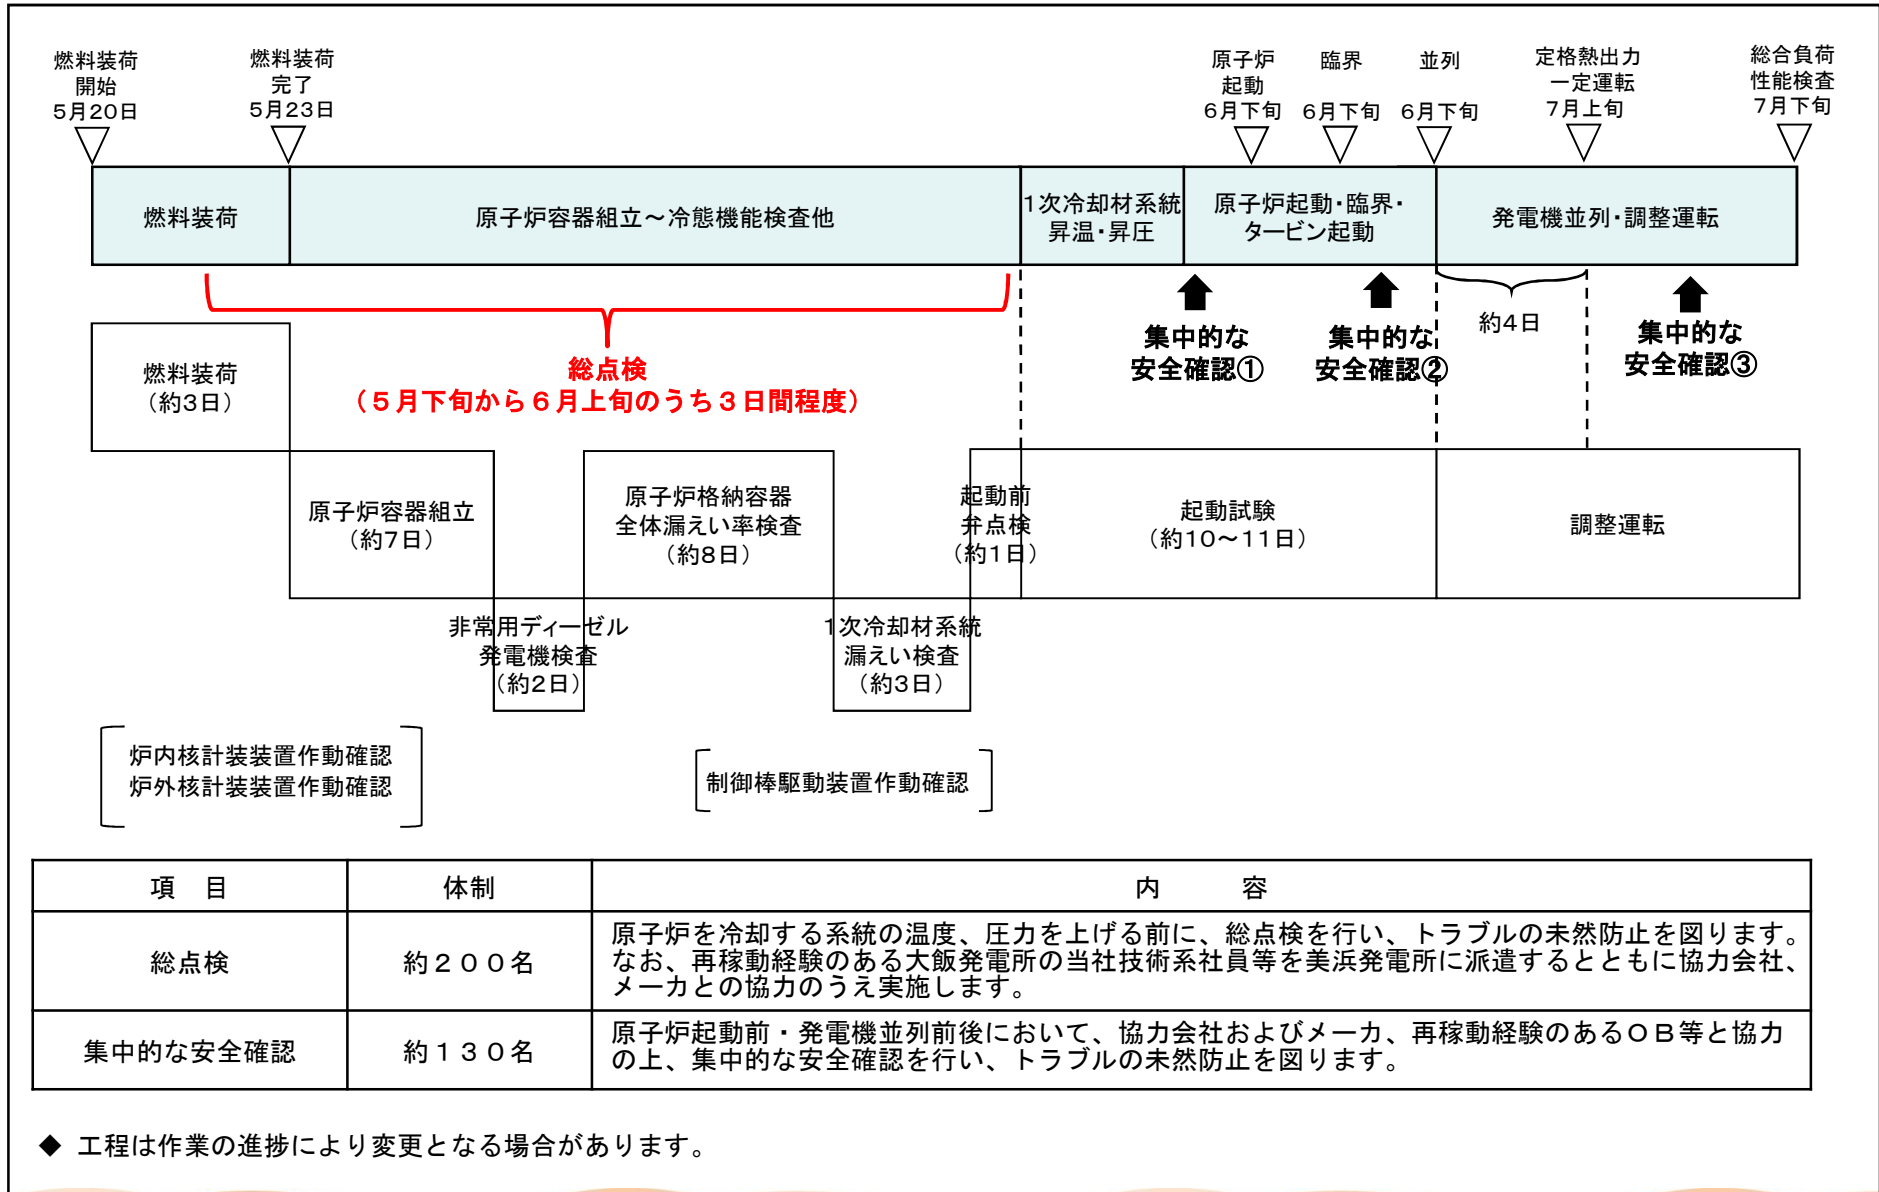 燃料装荷
開始
5月20日
燃料装荷
完了
5月23日
原子炉
起動
6月下旬
臨界
6月下旬
並列
6月下旬
定格熱出力
一定運転
7月上旬
総合負荷
性能検査
7月下旬
燃料装荷
原子炉容器組立～冷態機能検査他
1次冷却材系統
昇温・昇圧
原子炉起動・臨界・
タービン起動
発電機並列・調整運転
総点検
（５月下旬から６月上旬のうち３日間程度）
集中的な
安全確認①
集中的な
安全確認②
約4日
集中的な
安全確認③
燃料装荷
（約3日）
原子炉容器組立
（約7日）
非常用ディーゼル
発電機検査
（約2日）
原子炉格納容器
全体漏えい率検査
（約8日）
1次冷却材系統
漏えい検査
（約3日）
起動前
弁点検
（約1日）
起動試験
（約10～11日）
調整運転
炉内核計装装置作動確認
炉外核計装装置作動確認
制御棒駆動装置作動確認
項　目
体制
内　　容
総点検
約２００名
原子炉を冷却する系統の温度、圧力を上げる前に、総点検を行い、トラブルの未然防止を図ります。
なお、再稼動経験のある大飯発電所の当社技術系社員等を美浜発電所に派遣するとともに協力会社、
メーカとの協力のうえ実施します。
集中的な安全確認
約１３０名
原子炉起動前・発電機並列前後において、協力会社およびメーカ、再稼動経験のあるＯＢ等と協力
の上、集中的な安全確認を行い、トラブルの未然防止を図ります。
◆ 工程は作業の進捗により変更となる場合があります。